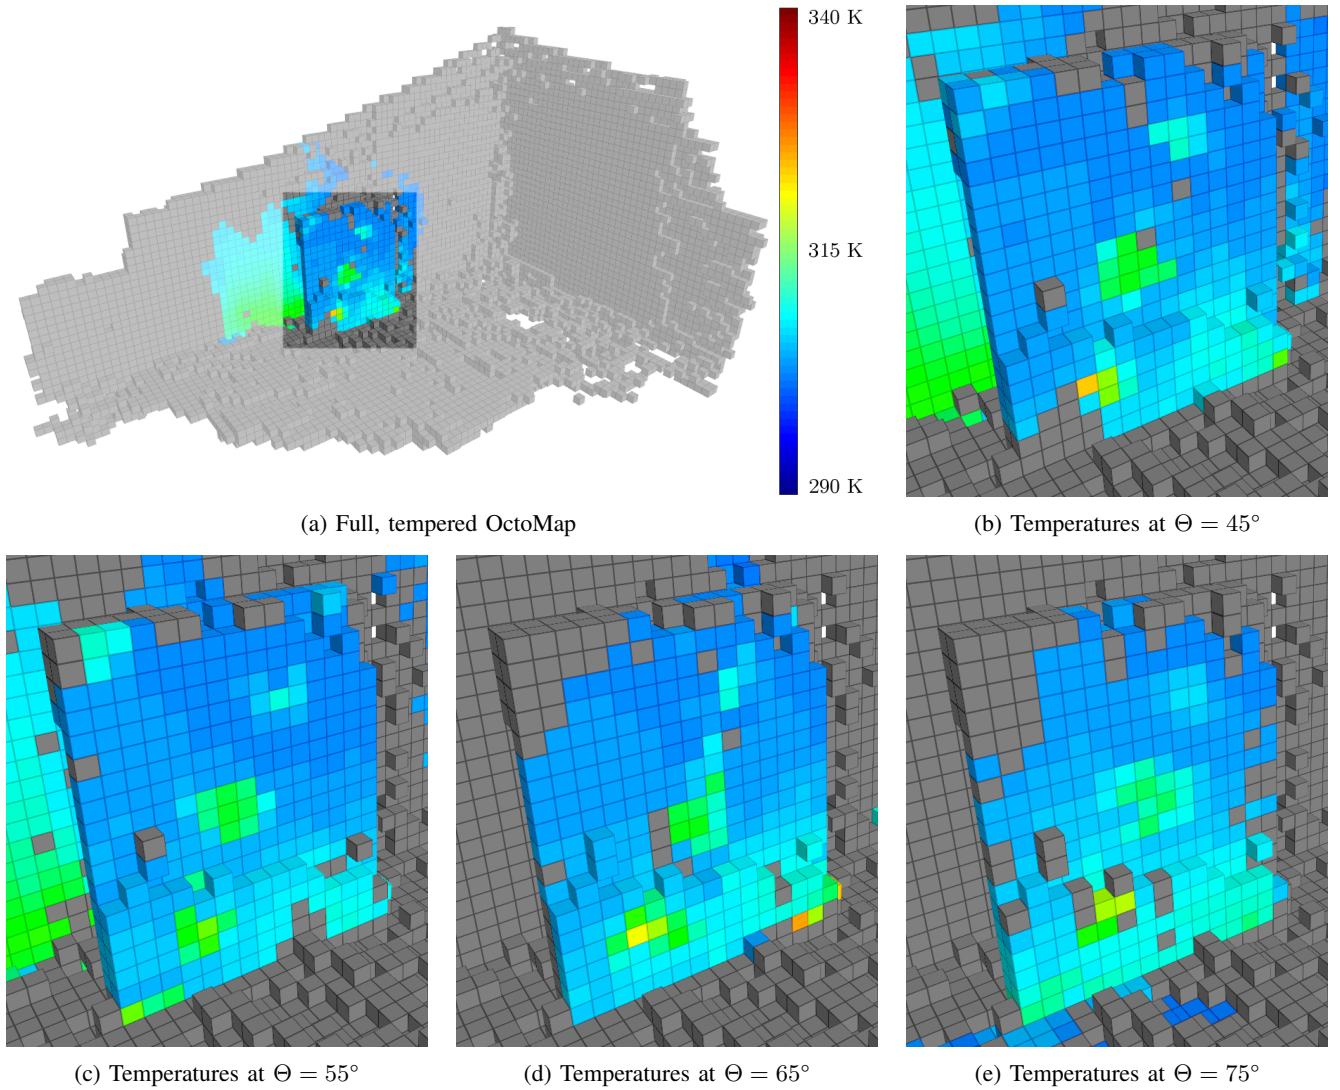 340 K
315 K
290 K
(a) Full, tempered OctoMap
(b) Temperatures at Θ = 45°
(c) Temperatures at Θ = 55°
(d) Temperatures at Θ = 65°
(e) Temperatures at Θ = 75°